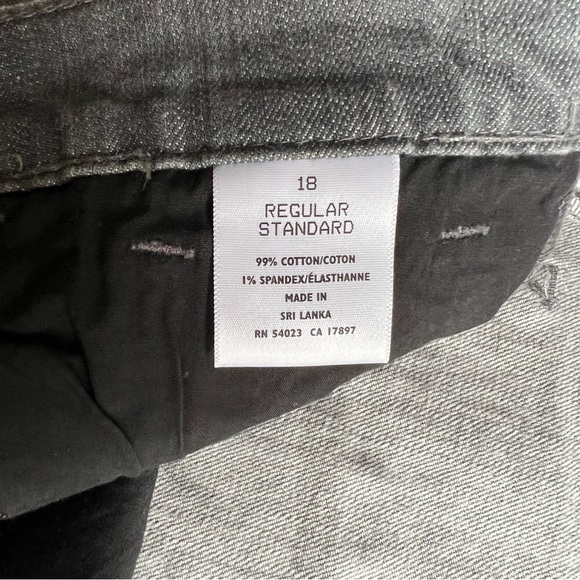 18
REGULAR
STANDARD
99% COTTON/COTON
1% SPANDEX/ÉLASTHANNE
MADE IN
SRI LANKA
RN 54023 CA 17897